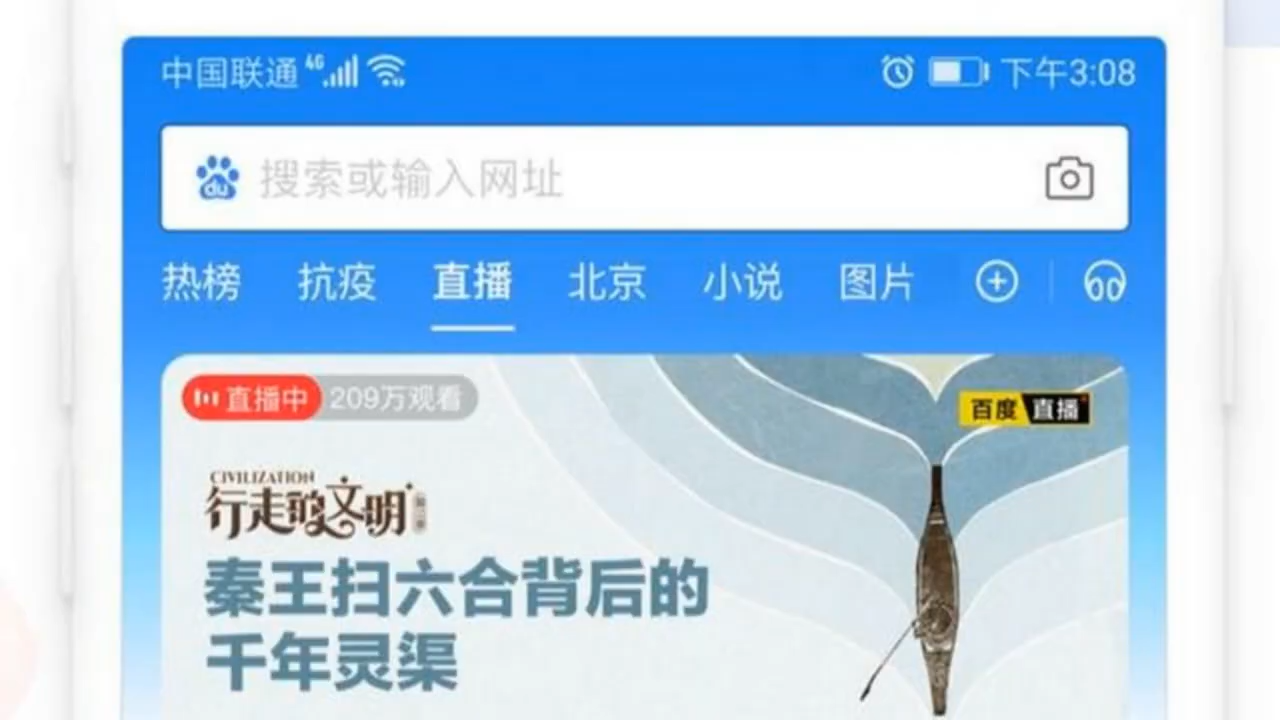 中国联通 4G 下午3:08
du 搜索或输入网址
热榜 抗疫 直播 北京 小说 图片
直播中 209万观看
百度 直播
CIVILIZATION
行走的文明
秦王扫六合背后的
千年灵渠